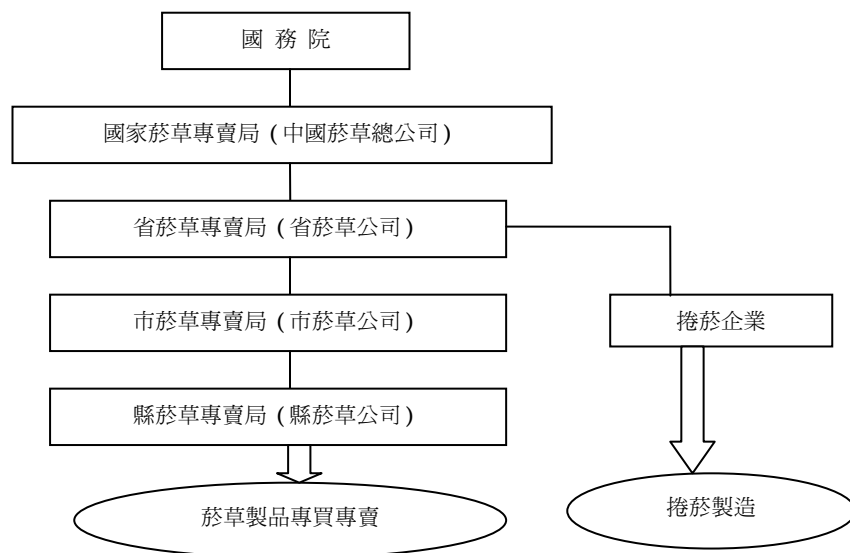 國 務 院
國家菸草專賣局 ( 中國菸草總公司 )
省菸草專賣局 ( 省菸草公司 )
市菸草專賣局 ( 市菸草公司 )
捲菸企業
縣菸草專賣局 ( 縣菸草公司 )
菸草製品專買專賣
捲菸製造